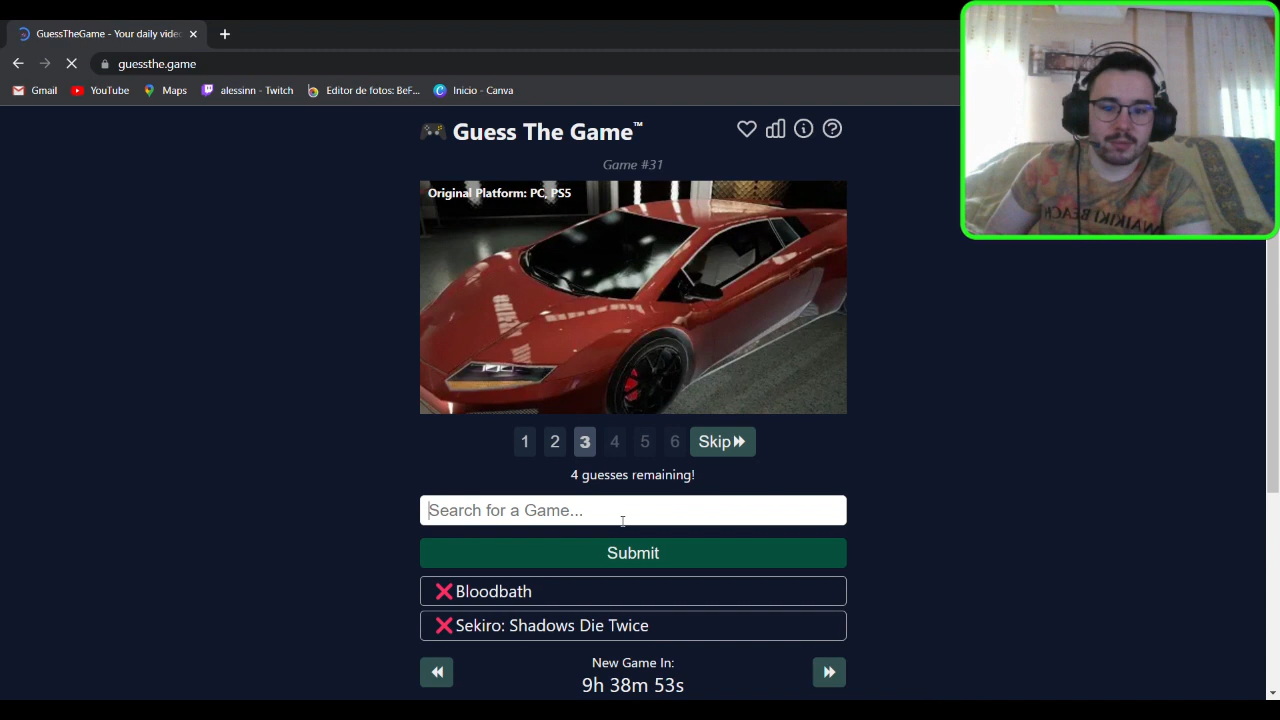 GuessTheGame - Your daily vide
guessthe.game
Gmail
YouTube
Maps
alessinn - Twitch
Editor de fotos: BeF...
Inicio - Canva
Guess The Game™
Game #31
Original Platform: PC, PS5
1 2 3 4 5 6 Skip
4 guesses remaining!
Search for a Game...
Submit
Bloodbath
Sekiro: Shadows Die Twice
New Game In:
9h 38m 53s
WAIKIKI BEAC